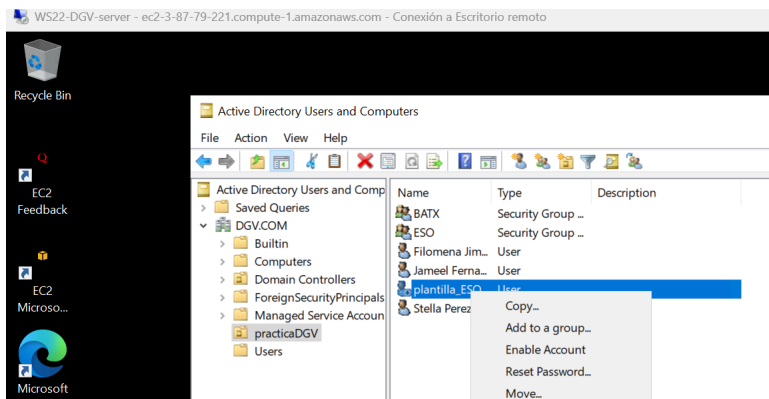 WS22-DGV-server - ec2-3-87-79-221.compute-1.amazonaws.com - Conexión a Escritorio remoto
Recycle Bin
EC2
Feedback
EC2
Microso...
Microsoft
Active Directory Users and Computers
File Action View Help
Active Directory Users and Comp
Saved Queries
DGV.COM
Builtin
Computers
Domain Controllers
ForeignSecurityPrincipals
Managed Service Accoun
practicaDGV
Users
Name Type Description
BATX Security Group ...
ESO Security Group ...
Filomena Jim... User
Jameel Ferna... User
plantilla_ESO User
Stella Perez
Copy...
Add to a group...
Enable Account
Reset Password...
Move...